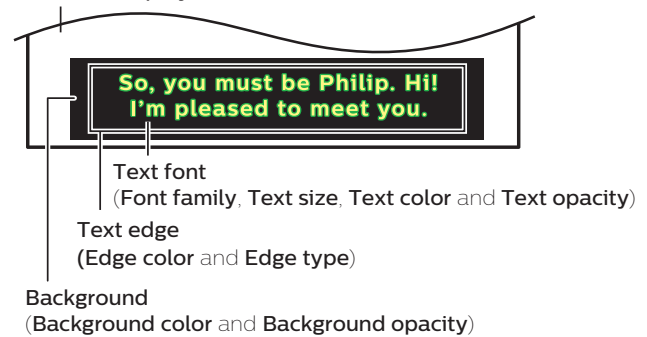 So, you must be Philip. Hi!
I'm pleased to meet you.
Text font
(Font family, Text size, Text color and Text opacity)
Text edge
(Edge color and Edge type)
Background
(Background color and Background opacity)